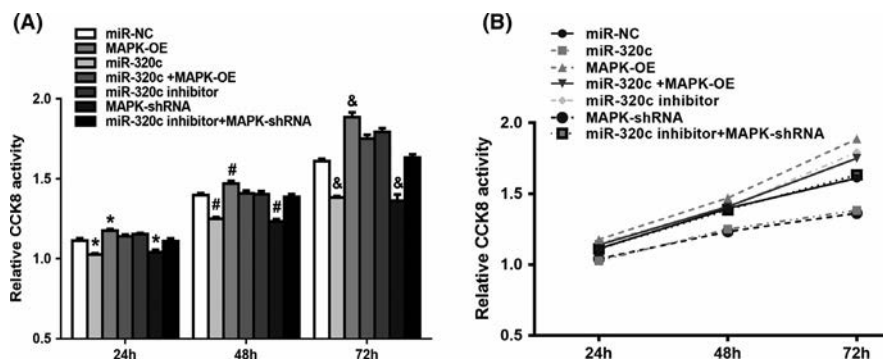 (A)
miR-NC
MAPK-OE
miR-320c
miR-320c +MAPK-OE
miR-320c inhibitor
MAPK-shRNA
miR-320c inhibitor+MAPK-shRNA
Relative CCK8 activity
2.0
1.5
1.0
0.5
* * *
# # #
& & &
24h 48h 72h
(B)
miR-NC
miR-320c
MAPK-OE
miR-320c +MAPK-OE
miR-320c inhibitor
MAPK-shRNA
miR-320c inhibitor+MAPK-shRNA
Relative CCK8 activity
2.0
1.5
1.0
0.5
24h 48h 72h